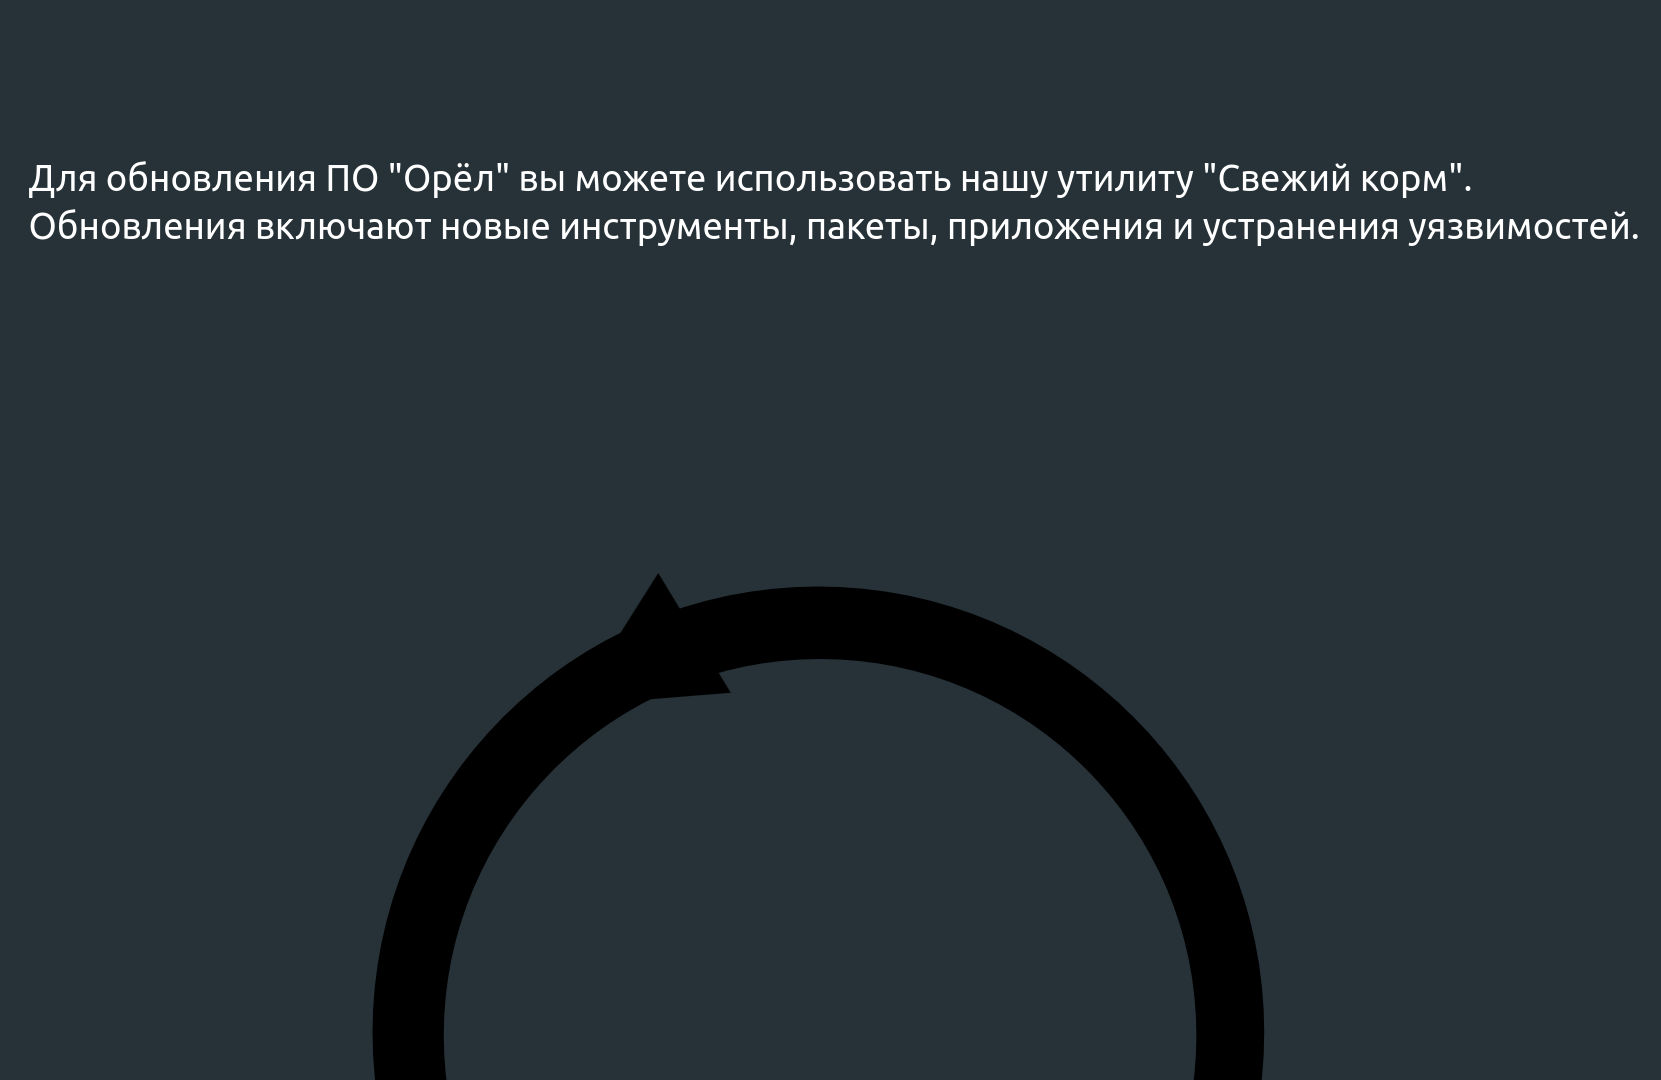 Для обновления ПО "Орёл" вы можете использовать нашу утилиту "Свежий корм".
Обновления включают новые инструменты, пакеты, приложения и устранения уязвимостей.